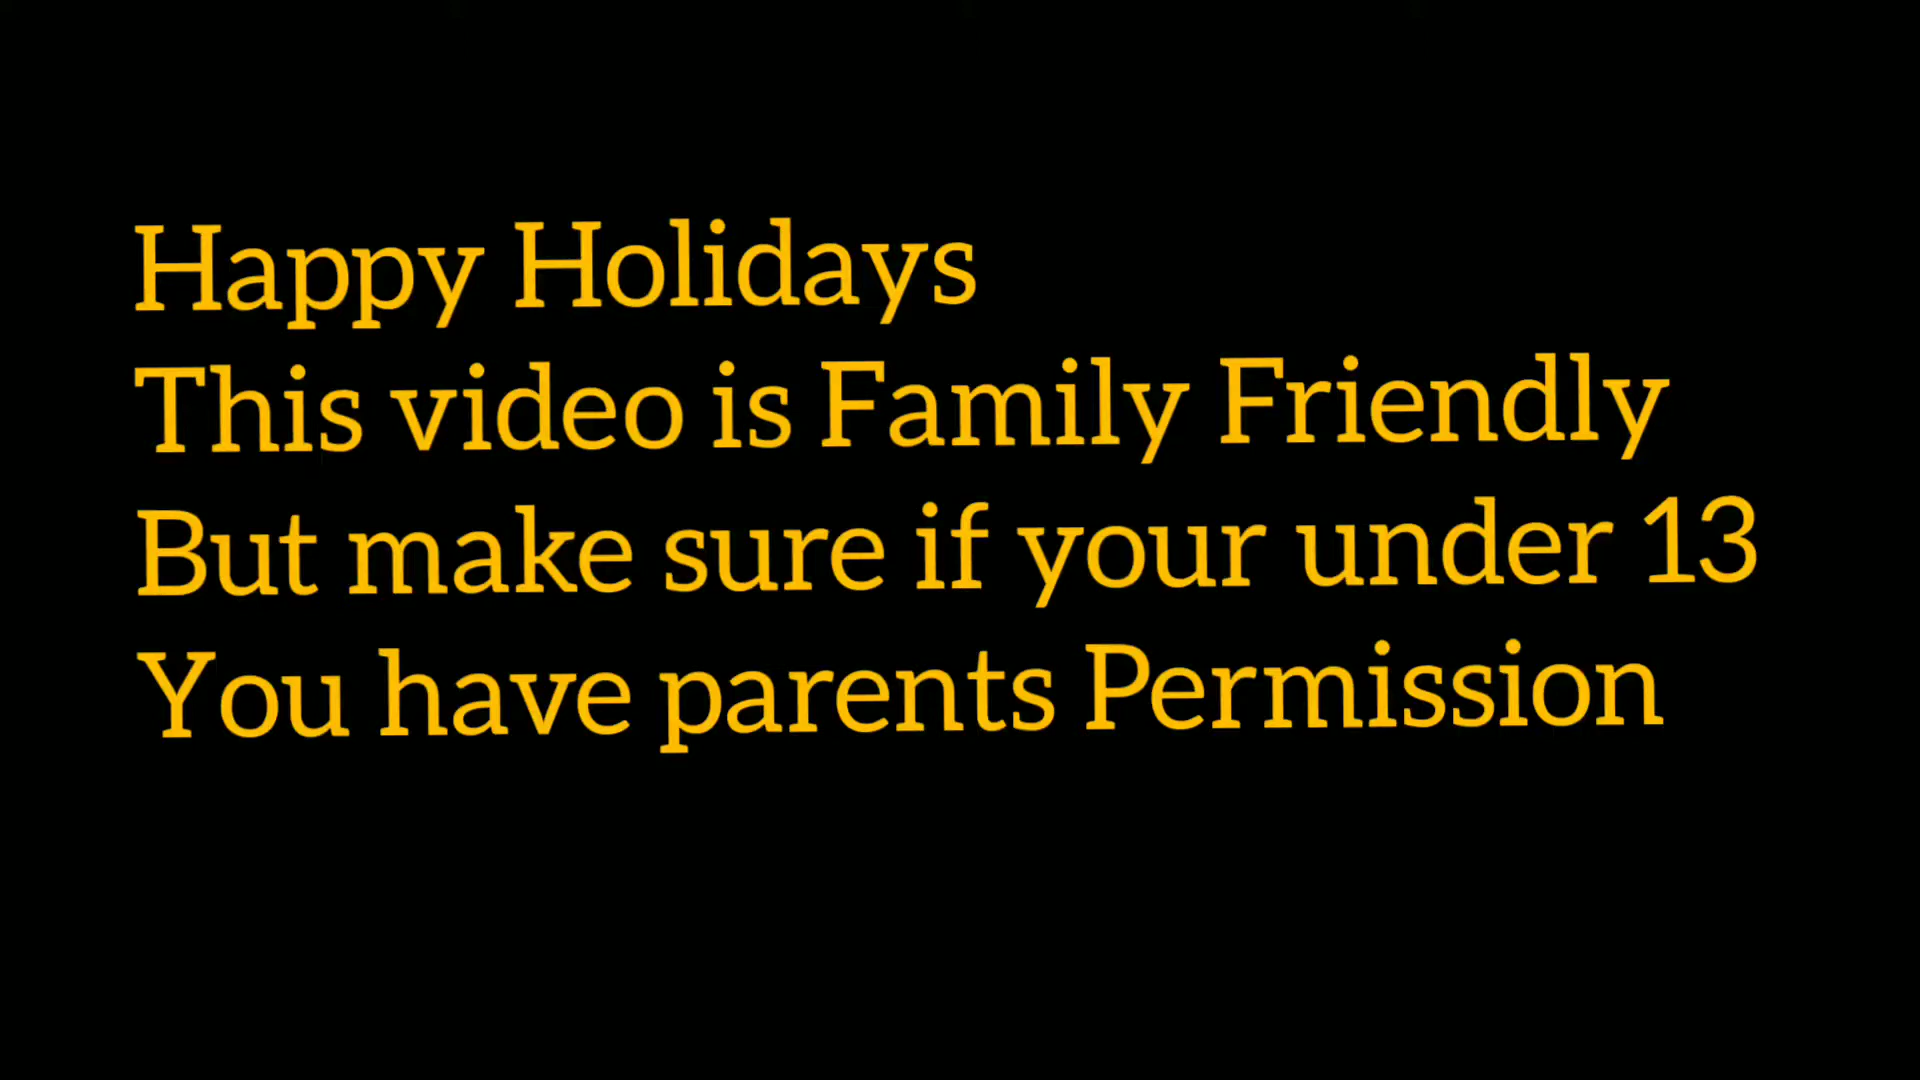 Happy Holidays
This video is Family Friendly
But make sure if your under 13
You have parents Permission